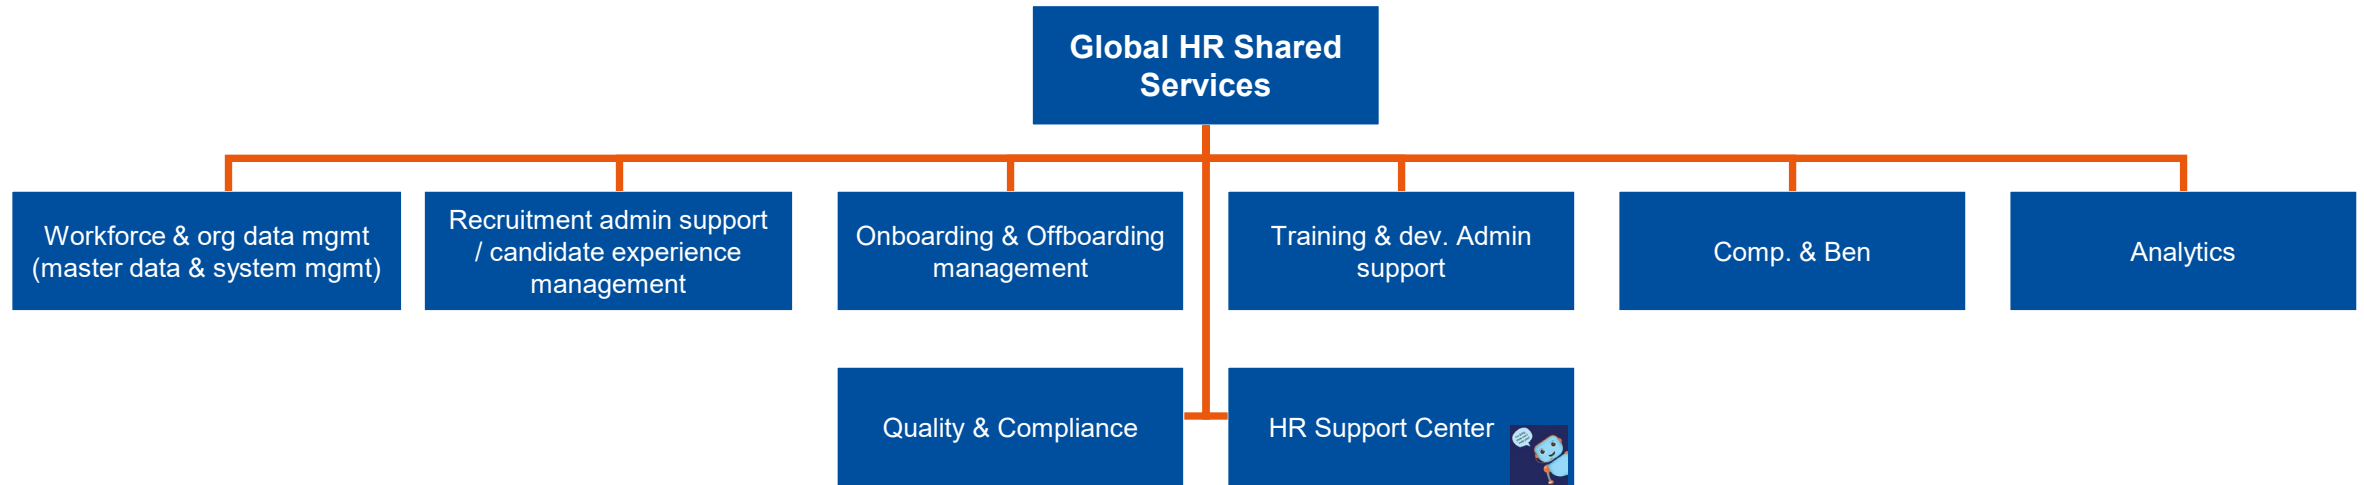 Global HR Shared
Services
Workforce & org data mgmt
(master data & system mgmt)
Recruitment admin support
/ candidate experience
management
Onboarding & Offboarding
management
Training & dev. Admin
support
Comp. & Ben
Analytics
Quality & Compliance
HR Support Center